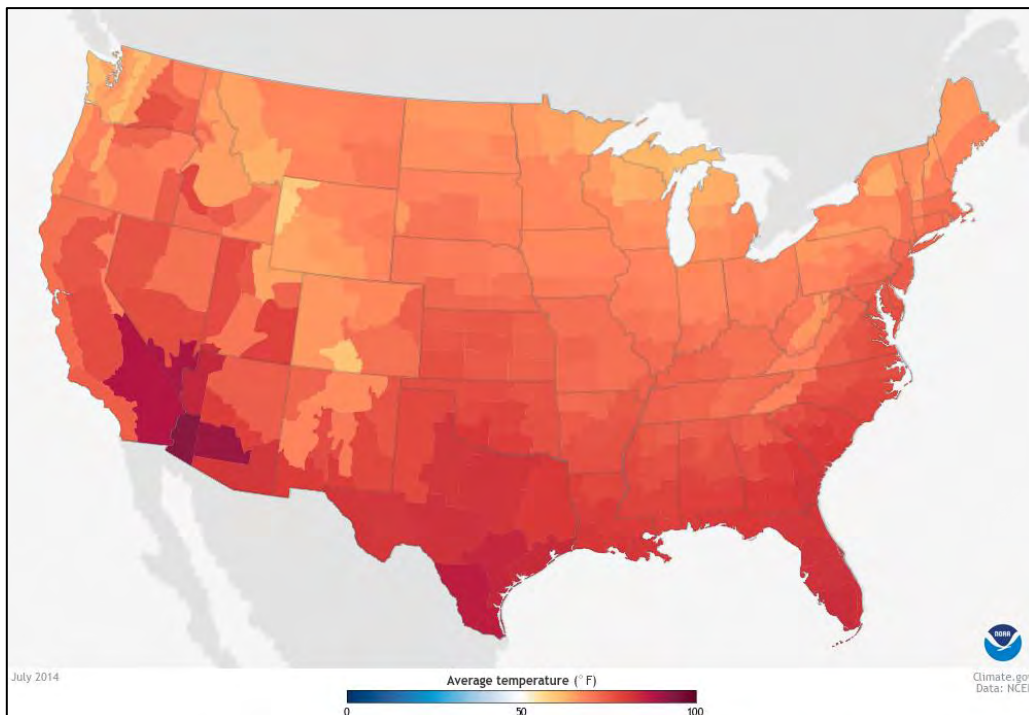 NOAA
July 2014
Average temperature (°F)
Climate.gov
Data: NCEI
0 50 100